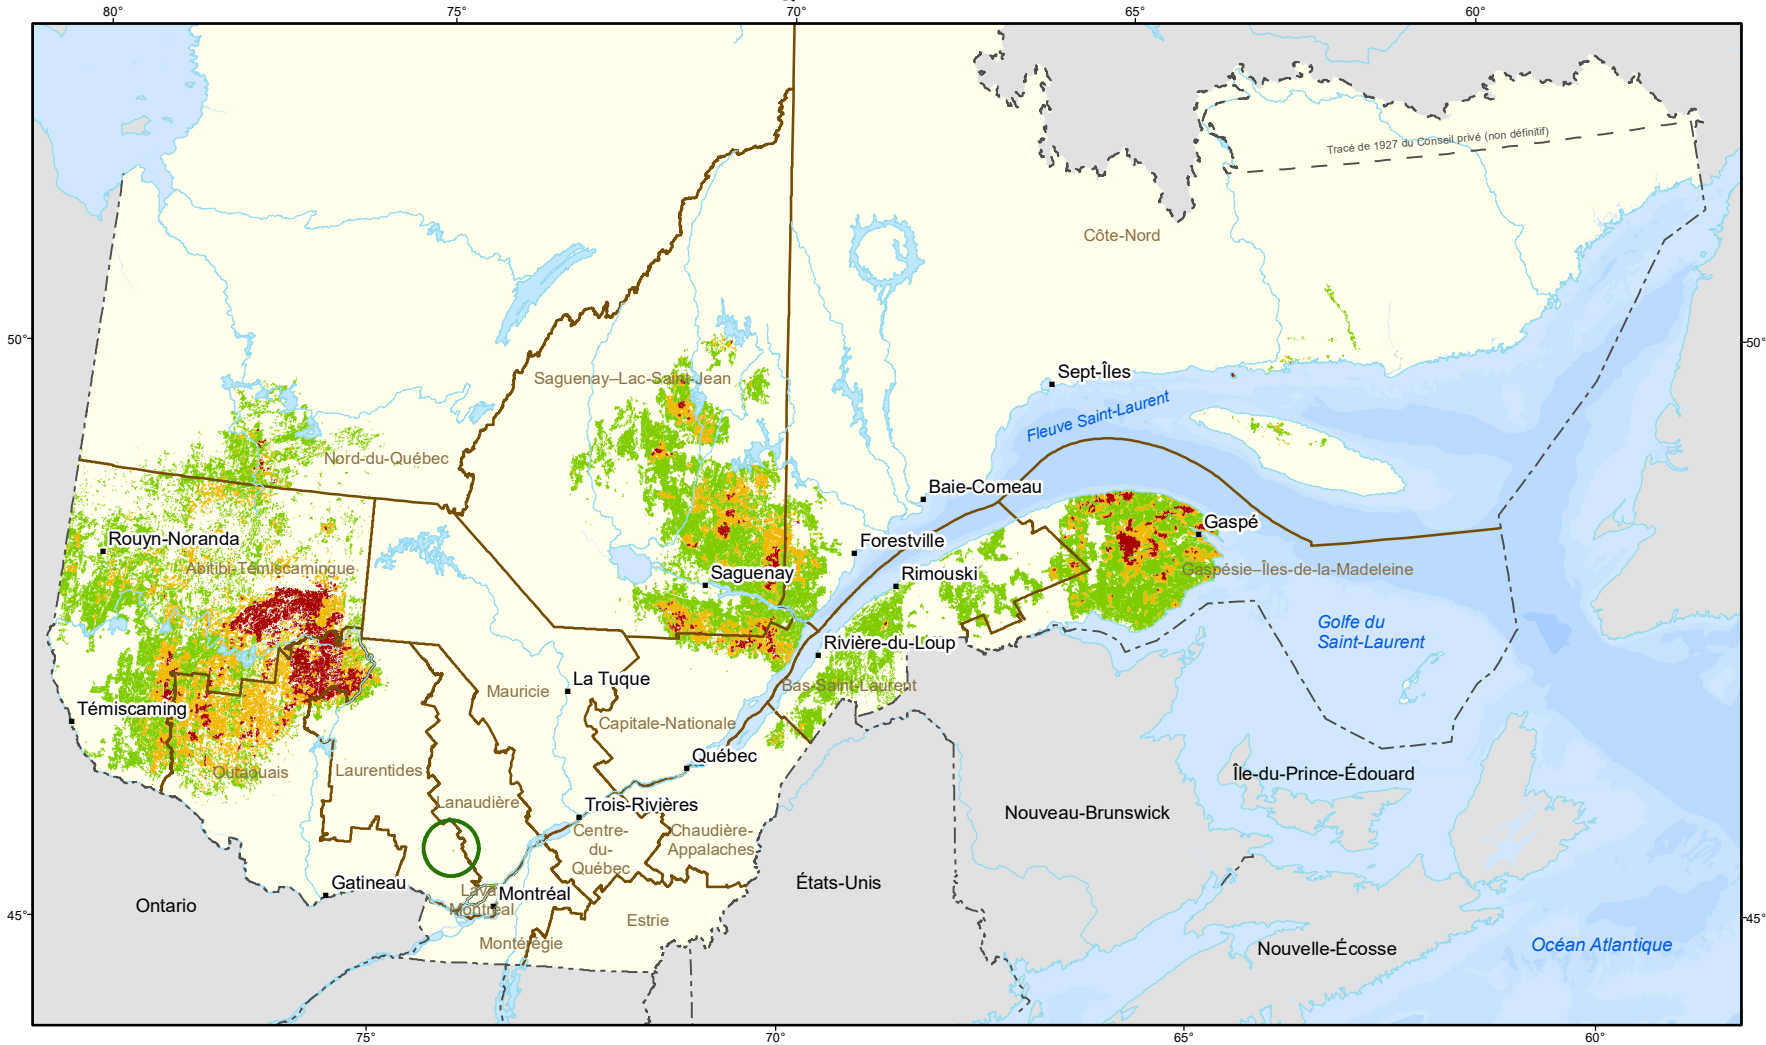 80°
75°
70°
65°
60°
Tracé de 1927 du Conseil privé (non définitif)
Côte-Nord
50°
50°
Sept-Îles
Saguenay–Lac-Saint-Jean
Fleuve Saint-Laurent
Nord-du-Québec
Baie-Comeau
Gaspé
Rouyn-Noranda
Forestville
Abitibi-Témiscamingue
Saguenay
Rimouski
Gaspésie–Îles-de-la-Madeleine
Golfe du
Saint-Laurent
Rivière-du-Loup
La Tuque
Mauricie
Bas-Saint-Laurent
Témiscaming
Capitale-Nationale
Québec
Outaouais
Laurentides
Île-du-Prince-Édouard
Lanaudière
Trois-Rivières
Nouveau-Brunswick
Centre-
du-
Québec
Chaudière-
Appalaches
Gatineau
États-Unis
Montréal
Ontario
Montréal
45°
45°
Estrie
Montérégie
Nouvelle-Écosse
Océan Atlantique
75°
70°
65°
60°